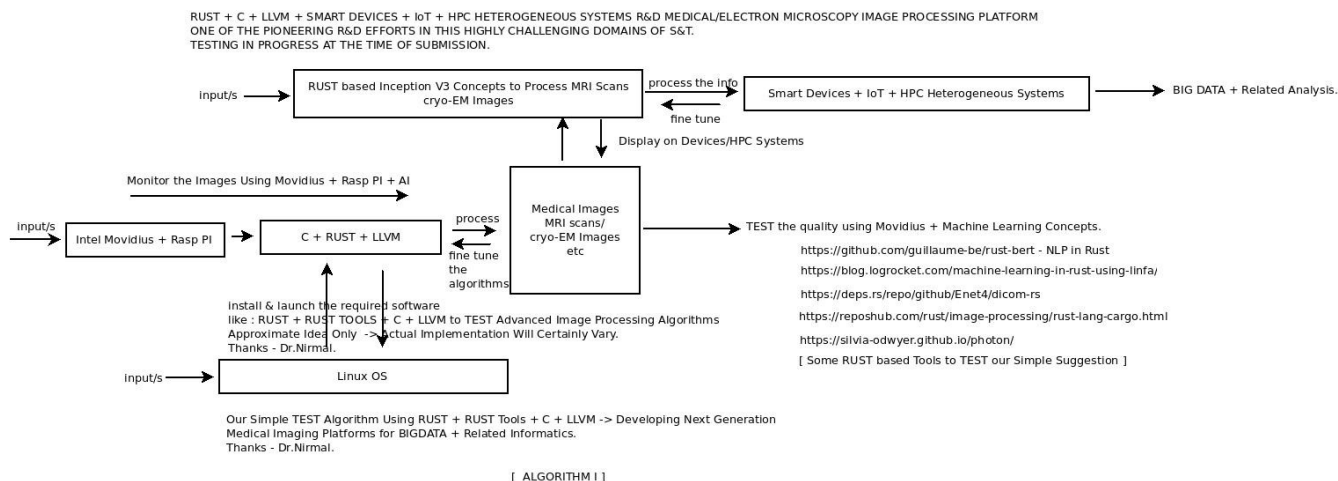 RUST + C + LLVM + SMART DEVICES + IoT + HPC HETEROGENEOUS SYSTEMS R&D MEDICAL/ELECTRON MICROSCOPY IMAGE PROCESSING PLATFORM
ONE OF THE PIONEERING R&D EFFORTS IN THIS HIGHLY CHALLENGING DOMAINS OF S&T.
TESTING IN PROGRESS AT THE TIME OF SUBMISSION.
input/s
RUST based Inception V3 Concepts to Process MRI Scans
cryo-EM Images
process the info
fine tune
Smart Devices + IoT + HPC Heterogeneous Systems
BIG DATA + Related Analysis.
Display on Devices/HPC Systems
Monitor the Images Using Movidius + Rasp PI + AI
input/s
Intel Movidius + Rasp PI
C + RUST + LLVM
process
fine tune
the
algorithms
Medical Images
MRI scans/
cryo-EM Images
etc
TEST the quality using Movidius + Machine Learning Concepts.
https://github.com/guillaume-be/rust-bert - NLP in Rust
https://blog.logrocket.com/machine-learning-in-rust-using-linfa/
https://deps.rs/repo/github/Enet4/dicom-rs
https://reposhub.com/rust/image-processing/rust-lang-cargo.html
https://silvia-odwyer.github.io/photon/
[ Some RUST based Tools to TEST our Simple Suggestion ]
install & launch the required software
like : RUST + RUST TOOLS + C + LLVM to TEST Advanced Image Processing Algorithms
Approximate Idea Only -> Actual Implementation Will Certainly Vary.
Thanks - Dr.Nirmal.
input/s
Linux OS
Our Simple TEST Algorithm Using RUST + RUST Tools + C + LLVM -> Developing Next Generation
Medical Imaging Platforms for BIGDATA + Related Informatics.
Thanks - Dr.Nirmal.
[ ALGORITHM I ]